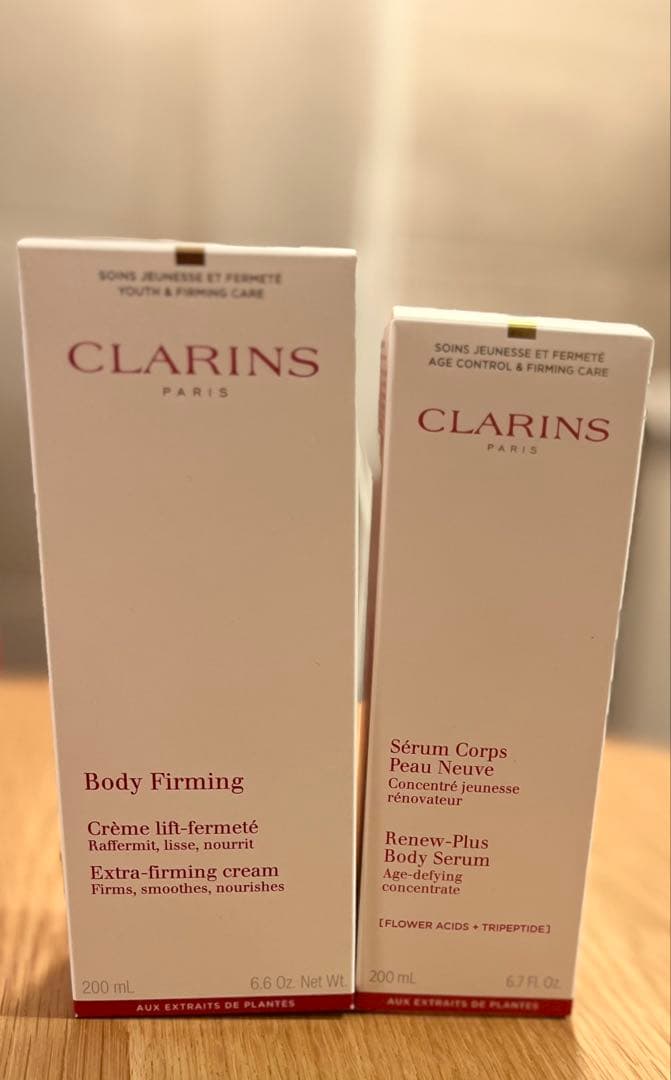 SOINS JEUNESSE ET FERMETÉ
YOUTH & FIRMING CARE
CLARINS
PARIS
Body Firming
Crème lift-fermeté
Raffermit, lisse, nourrit
Extra-firming cream
Firms, smoothes, nourishes
200 mL
6.6 Oz. Net Wt.
AUX EXTRAITS DE PLANTES
SOINS JEUNESSE ET FERMETÉ
AGE CONTROL & FIRMING CARE
CLARINS
PARIS
Sérum Corps
Peau Neuve
Concentré jeunesse
rénovateur
Renew-Plus
Body Serum
Age-defying
concentrate
[FLOWER ACIDS + TRIPEPTIDE]
200 mL
6.7 Fl. Oz.
AUX EXTRAITS DE PLANTES